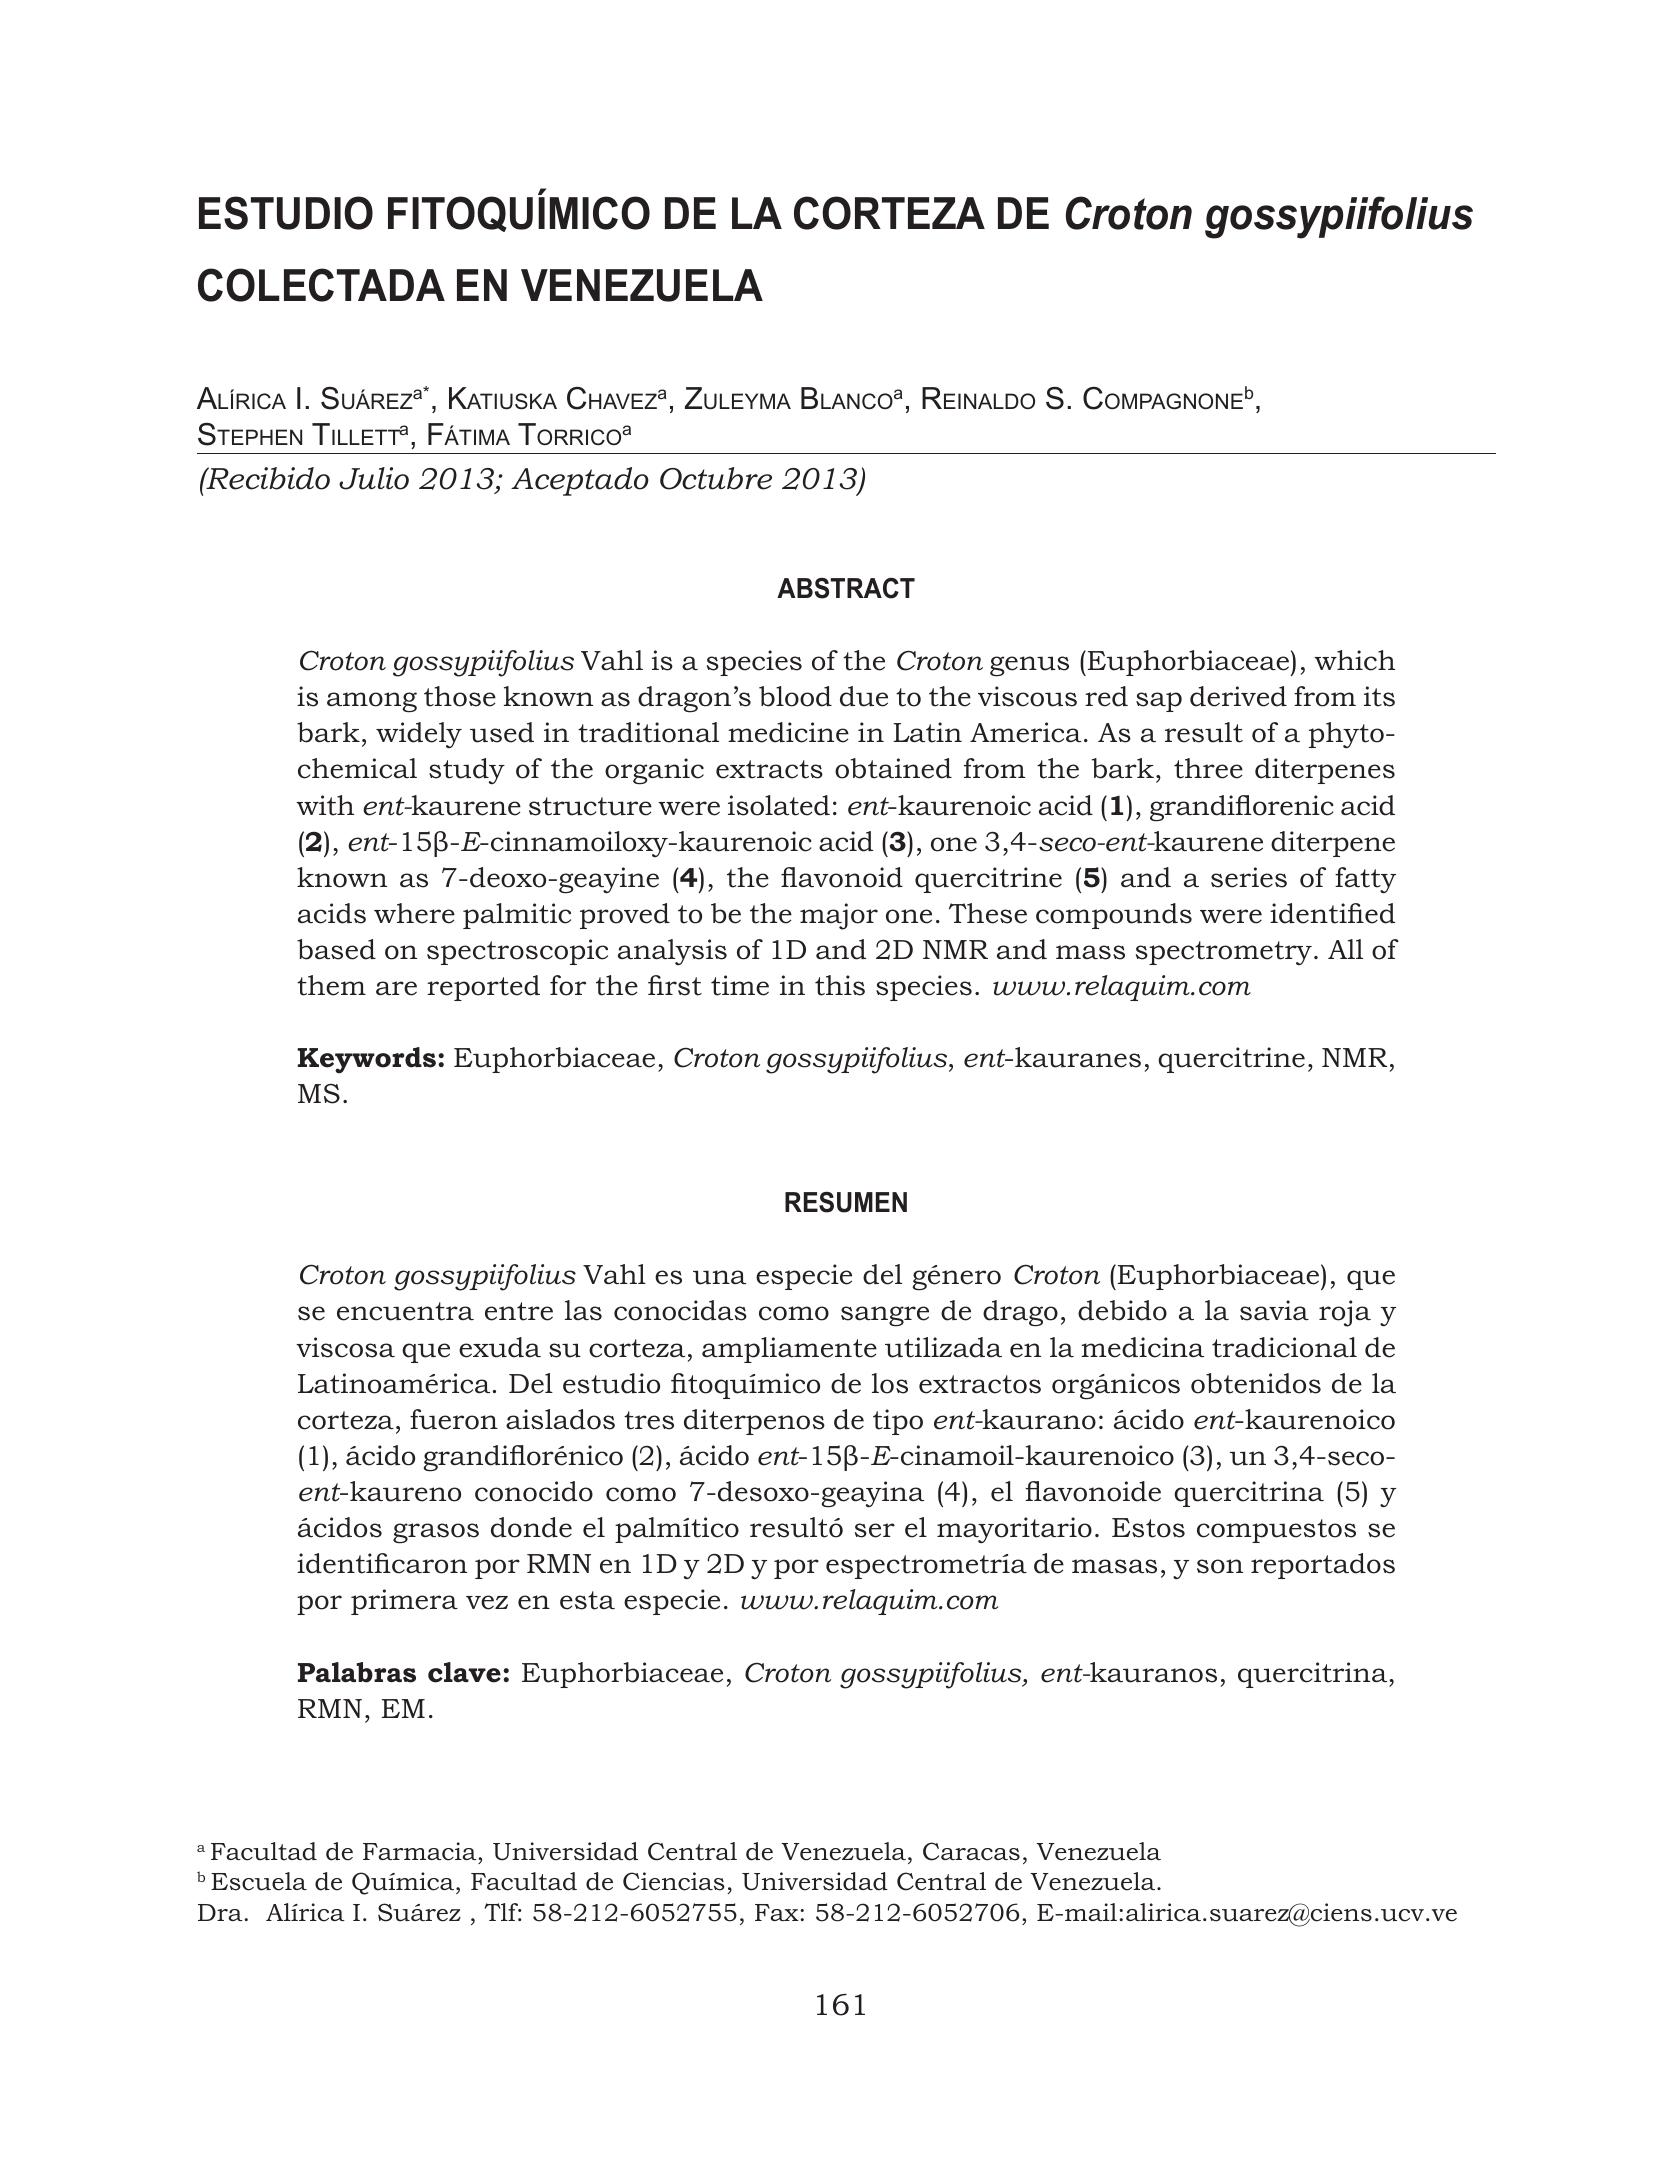 ESTUDIO FITOQUÍMICO DE LA CORTEZA DE Croton gossypiifolius
COLECTADA EN VENEZUELA
Alírica I. Suárezᵃ*, Katiuska Chavezᵃ, Zuleyma Blancoᵃ, Reinaldo S. Compagnoneᵇ,
Stephen Tillettᵃ, Fátima Torricoᵃ
(Recibido Julio 2013; Aceptado Octubre 2013)
ABSTRACT
Croton gossypiifolius Vahl is a species of the Croton genus (Euphorbiaceae), which
is among those known as dragon’s blood due to the viscous red sap derived from its
bark, widely used in traditional medicine in Latin America. As a result of a phyto-
chemical study of the organic extracts obtained from the bark, three diterpenes
with ent-kaurene structure were isolated: ent-kaurenoic acid (1), grandiflorenic acid
(2), ent-15β-E-cinnamoiloxy-kaurenoic acid (3), one 3,4-seco-ent-kaurene diterpene
known as 7-deoxo-geayine (4), the flavonoid quercitrine (5) and a series of fatty
acids where palmitic proved to be the major one. These compounds were identified
based on spectroscopic analysis of 1D and 2D NMR and mass spectrometry. All of
them are reported for the first time in this species. www.relaquim.com
Keywords: Euphorbiaceae, Croton gossypiifolius, ent-kauranes, quercitrine, NMR,
MS.
RESUMEN
Croton gossypiifolius Vahl es una especie del género Croton (Euphorbiaceae), que
se encuentra entre las conocidas como sangre de drago, debido a la savia roja y
viscosa que exuda su corteza, ampliamente utilizada en la medicina tradicional de
Latinoamérica. Del estudio fitoquímico de los extractos orgánicos obtenidos de la
corteza, fueron aislados tres diterpenos de tipo ent-kaurano: ácido ent-kaurenoico
(1), ácido grandiflorénico (2), ácido ent-15β-E-cinamoil-kaurenoico (3), un 3,4-seco-
ent-kaureno conocido como 7-desoxo-geayina (4), el flavonoide quercitrina (5) y
ácidos grasos donde el palmítico resultó ser el mayoritario. Estos compuestos se
identificaron por RMN en 1D y 2D y por espectrometría de masas, y son reportados
por primera vez en esta especie. www.relaquim.com
Palabras clave: Euphorbiaceae, Croton gossypiifolius, ent-kauranos, quercitrina,
RMN, EM.
ᵃ Facultad de Farmacia, Universidad Central de Venezuela, Caracas, Venezuela
ᵇ Escuela de Química, Facultad de Ciencias, Universidad Central de Venezuela.
Dra. Alírica I. Suárez , Tlf: 58-212-6052755, Fax: 58-212-6052706, E-mail:alirica.suarez@ciens.ucv.ve
161